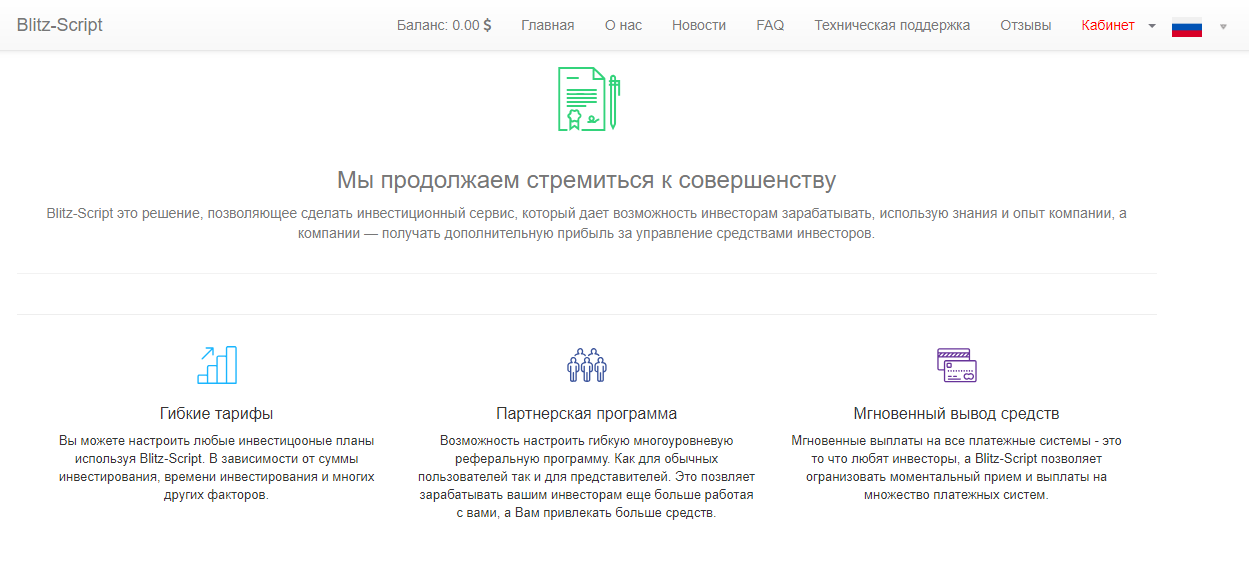 Blitz-Script Баланс: 0.00 $ Главная О нас Новости FAQ Техническая поддержка Отзывы Кабинет
Мы продолжаем стремиться к совершенству
Blitz-Script это решение, позволяющее сделать инвестиционный сервис, который дает возможность инвесторам зарабатывать, использую знания и опыт компании, а
компании — получать дополнительную прибыль за управление средствами инвесторов.
Гибкие тарифы
Вы можете настроить любые инвестицооные планы
используя Blitz-Script. В зависимости от суммы
инвестирования, времени инвестирования и многих
других факторов.
Партнерская программа
Возможность настроить гибкую многоуровневую
реферальную программу. Как для обычных
пользователей так и для представителей. Это позвляет
зарабатывать вашим инвесторам еще больше работая
с вами, а Вам привлекать больше средств.
Мгновенный вывод средств
Мгновенные выплаты на все платежные системы - это
то что любят инвесторы, а Blitz-Script позволяет
огранизовать моментальный прием и выплаты на
множество платежных систем.